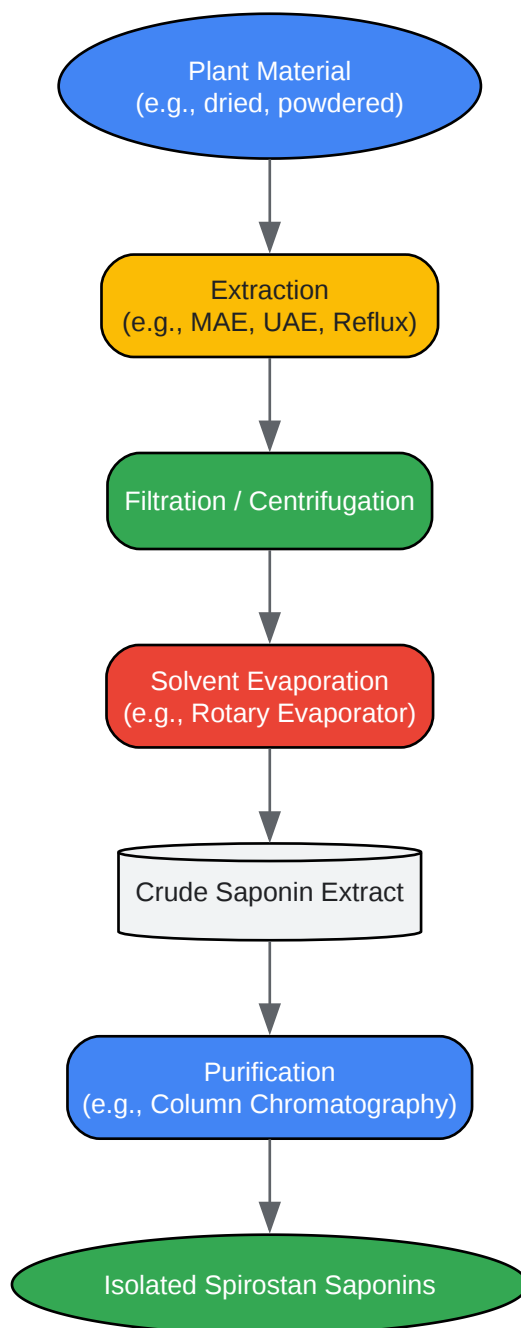 Plant Material
(e.g., dried, powdered)
Extraction
(e.g., MAE, UAE, Reflux)
Filtration / Centrifugation
Solvent Evaporation
(e.g., Rotary Evaporator)
Crude Saponin Extract
Purification
(e.g., Column Chromatography)
Isolated Spirostan Saponins